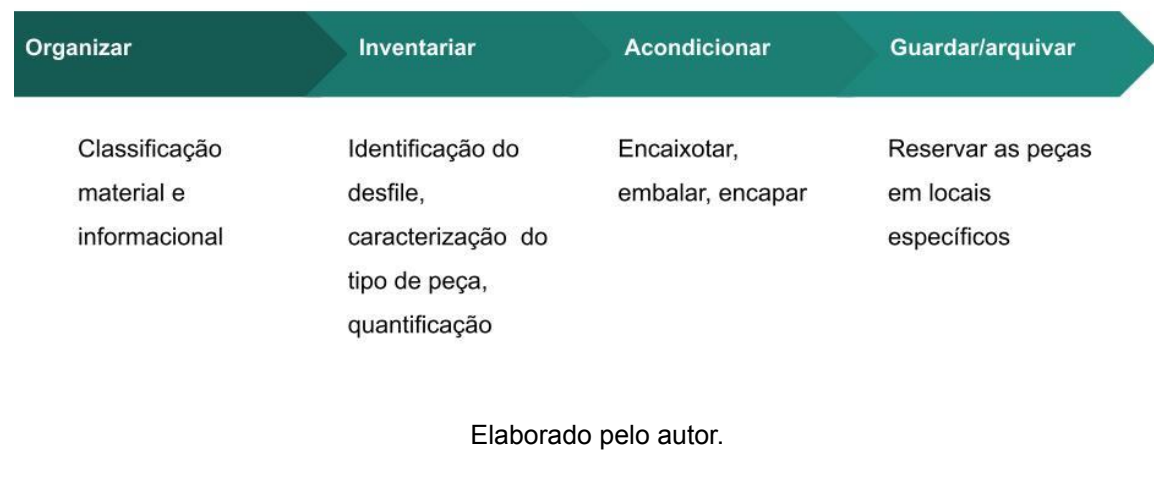 Organizar
Inventariar
Acondicionar
Guardar/arquivar
Classificação
material e
informacional
Identificação do
desfile,
caracterização do
tipo de peça,
quantificação
Encaixotar,
embalar, encapar
Reservar as peças
em locais
específicos
Elaborado pelo autor.